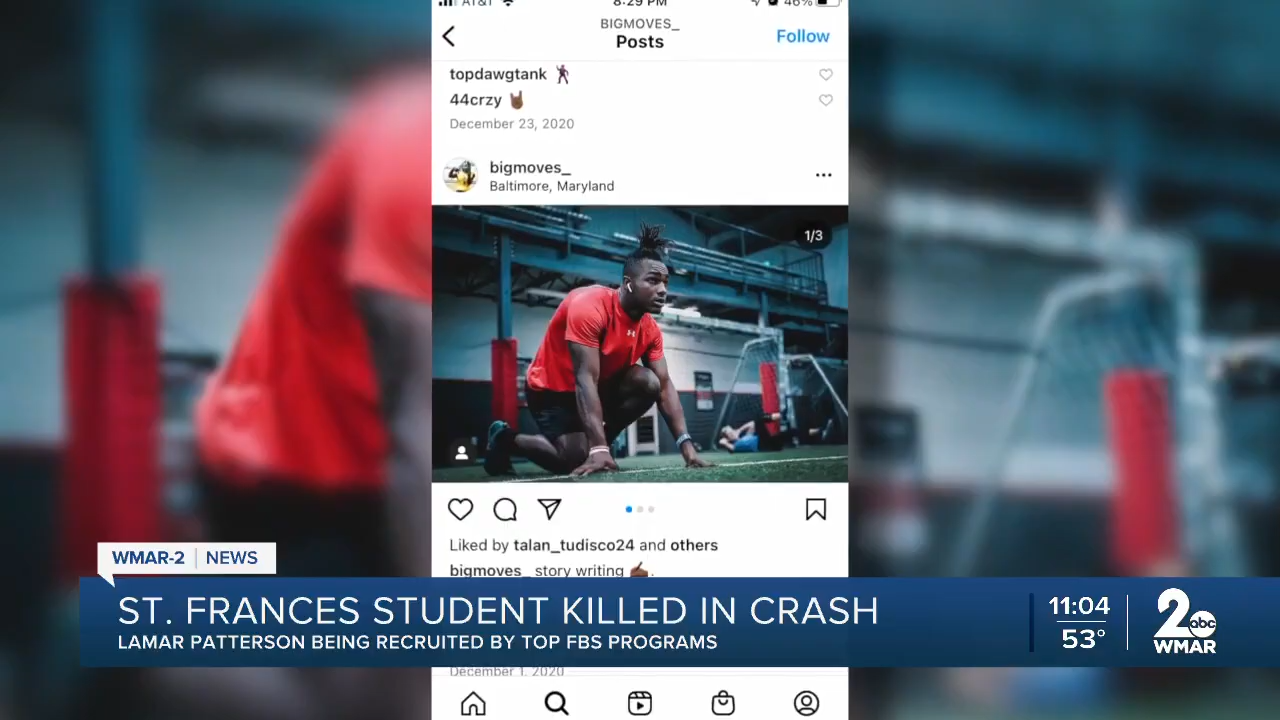 AT&T
8:29 PM
46%
BIGMOVES_
Posts
Follow
topdawgtank
44crzy
December 23, 2020
bigmoves_
Baltimore, Maryland
1/3
Liked by talan_tudisco24 and others
bigmoves_ story writing
WMAR-2 | NEWS
ST. FRANCES STUDENT KILLED IN CRASH
LAMAR PATTERSON BEING RECRUITED BY TOP FBS PROGRAMS
11:04
53°
2 abc
WMAR
December 1, 2020